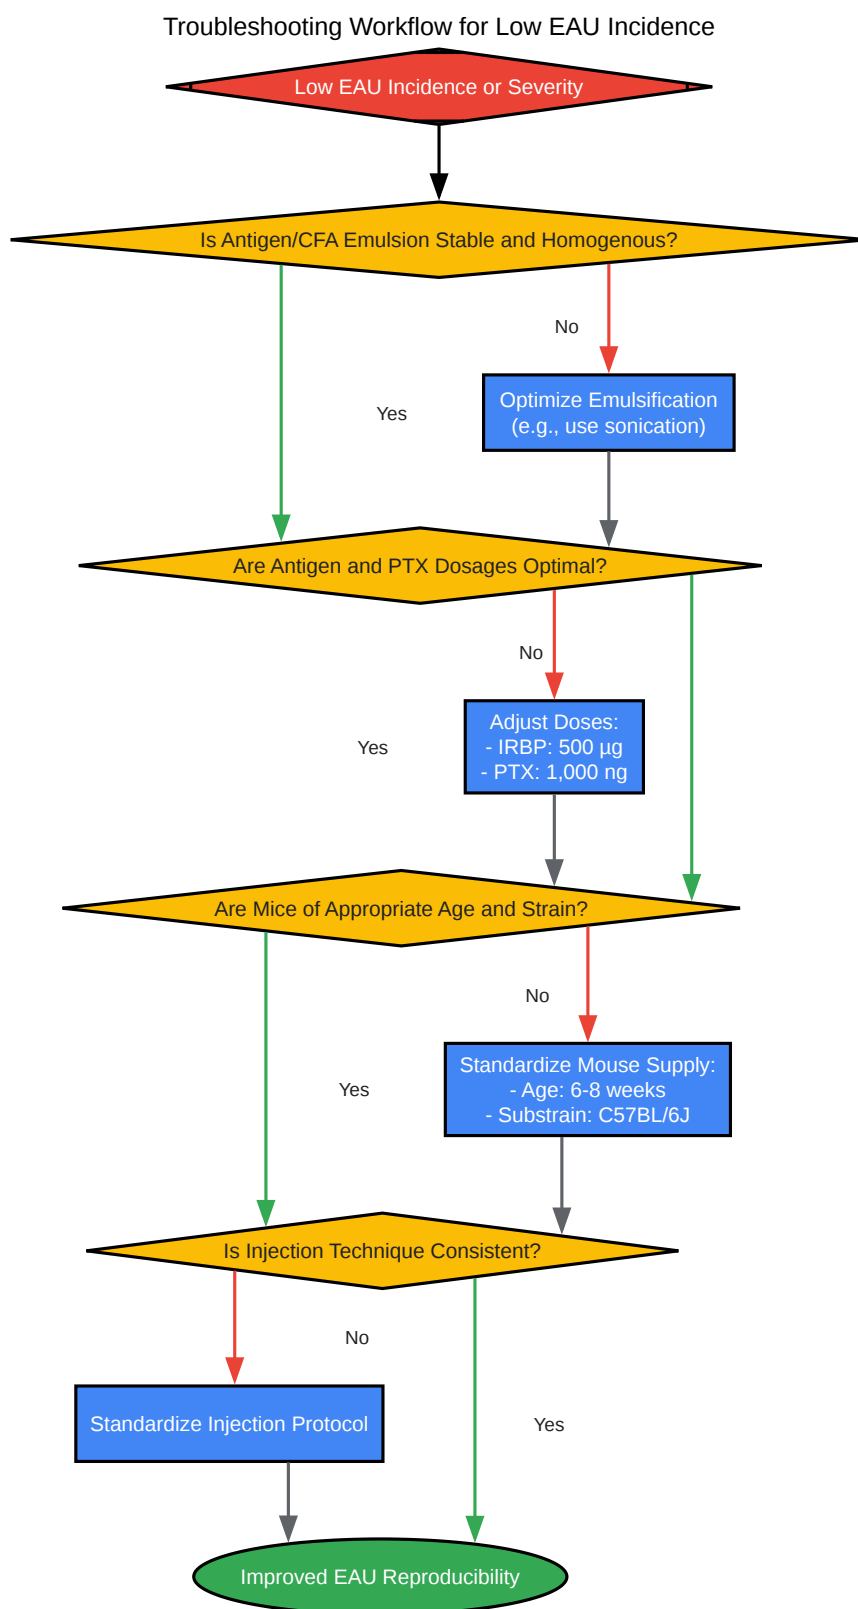 Troubleshooting Workflow for Low EAU Incidence
Low EAU Incidence or Severity
Is Antigen/CFA Emulsion Stable and Homogenous?
No
Optimize Emulsification
(e.g., use sonication)
Yes
Are Antigen and PTX Dosages Optimal?
No
Adjust Doses:
- IRBP: 500 µg
- PTX: 1,000 ng
Yes
Are Mice of Appropriate Age and Strain?
No
Standardize Mouse Supply:
- Age: 6-8 weeks
- Substrain: C57BL/6J
Yes
Is Injection Technique Consistent?
No
Standardize Injection Protocol
Yes
Improved EAU Reproducibility